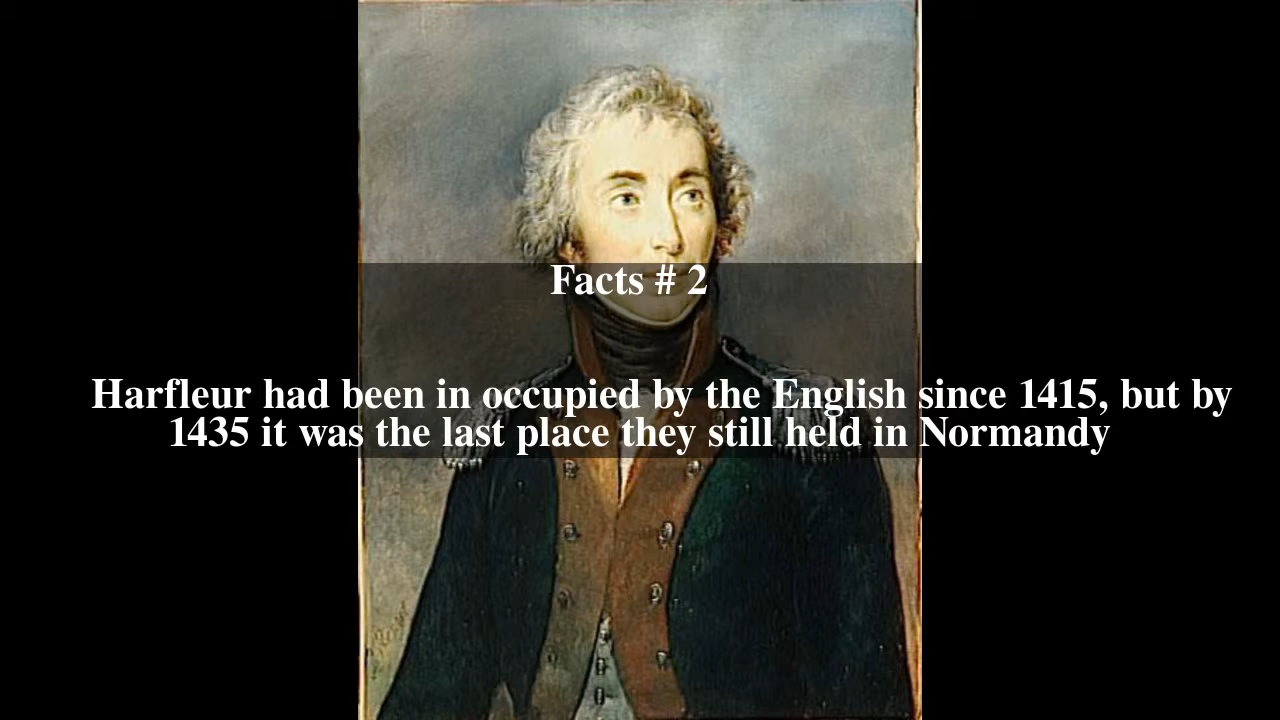 Facts # 2
Harfleur had been in occupied by the English since 1415, but by
1435 it was the last place they still held in Normandy